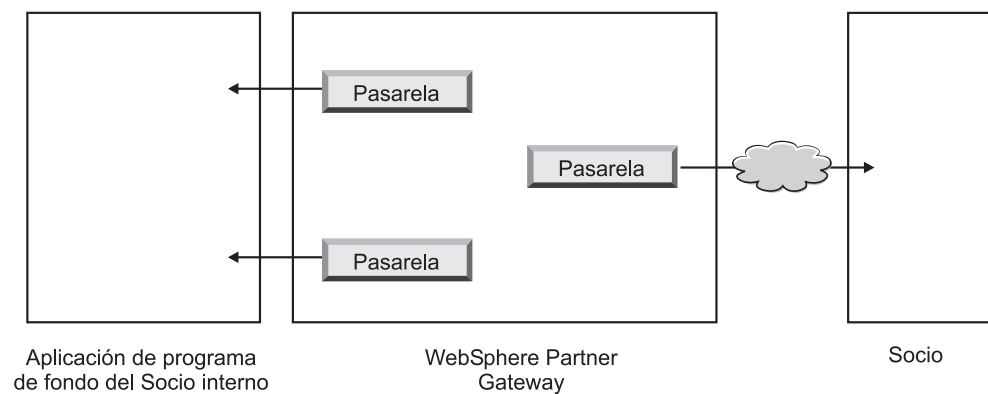 Pasarela
Pasarela
Pasarela
Aplicación de programa
de fondo del Socio interno
WebSphere Partner
Gateway
Socio